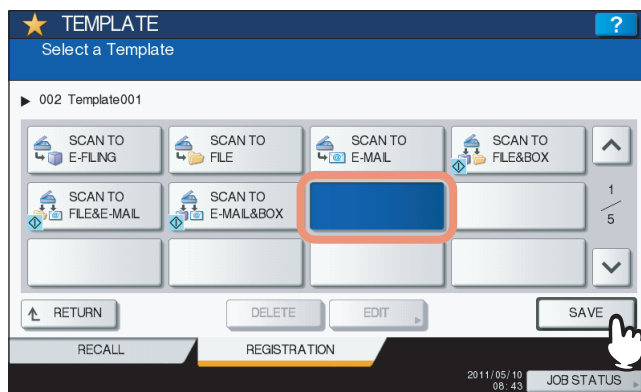 TEMPLATE
?
Select a Template
002 Template001
SCAN TO
E-FILING
SCAN TO
FILE
SCAN TO
E-MAIL
SCAN TO
FILE&BOX
SCAN TO
FILE&E-MAIL
SCAN TO
E-MAIL&BOX
1
5
RETURN
DELETE
EDIT
SAVE
RECALL
REGISTRATION
2011/05/10
08:43
JOB STATUS